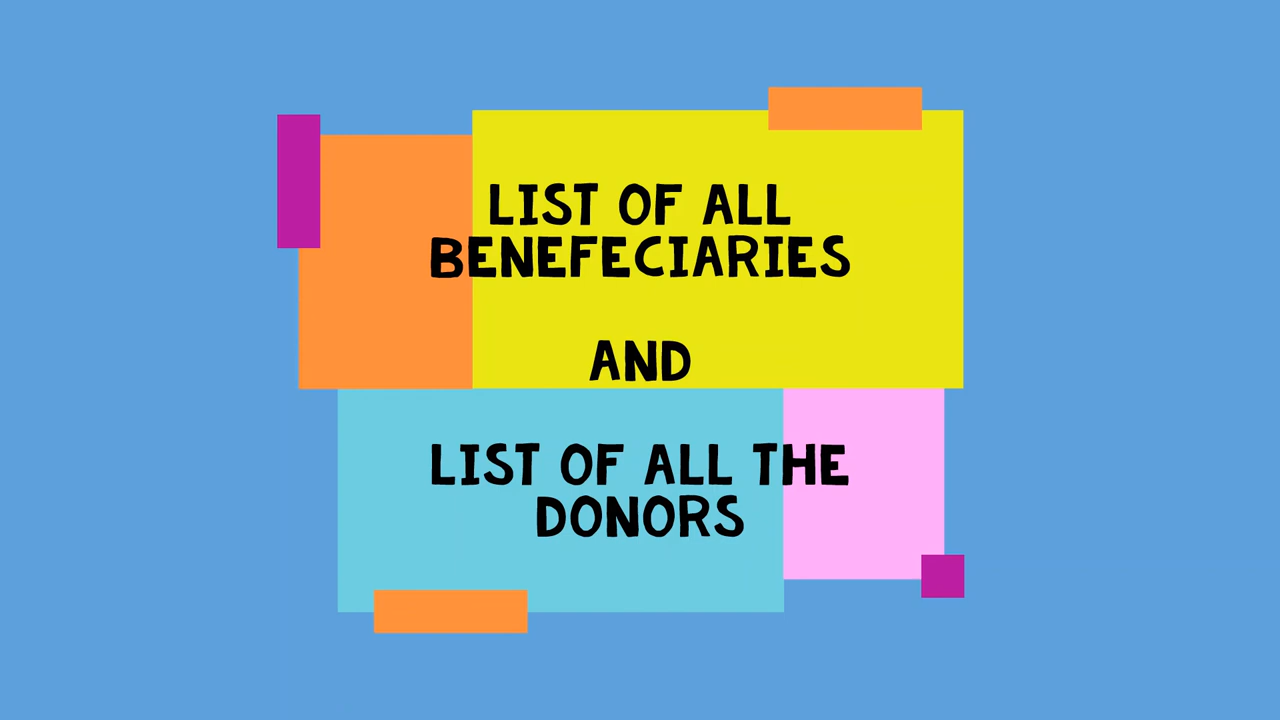 LIST OF ALL
BENEFECIARIES
AND
LIST OF ALL THE
DONORS